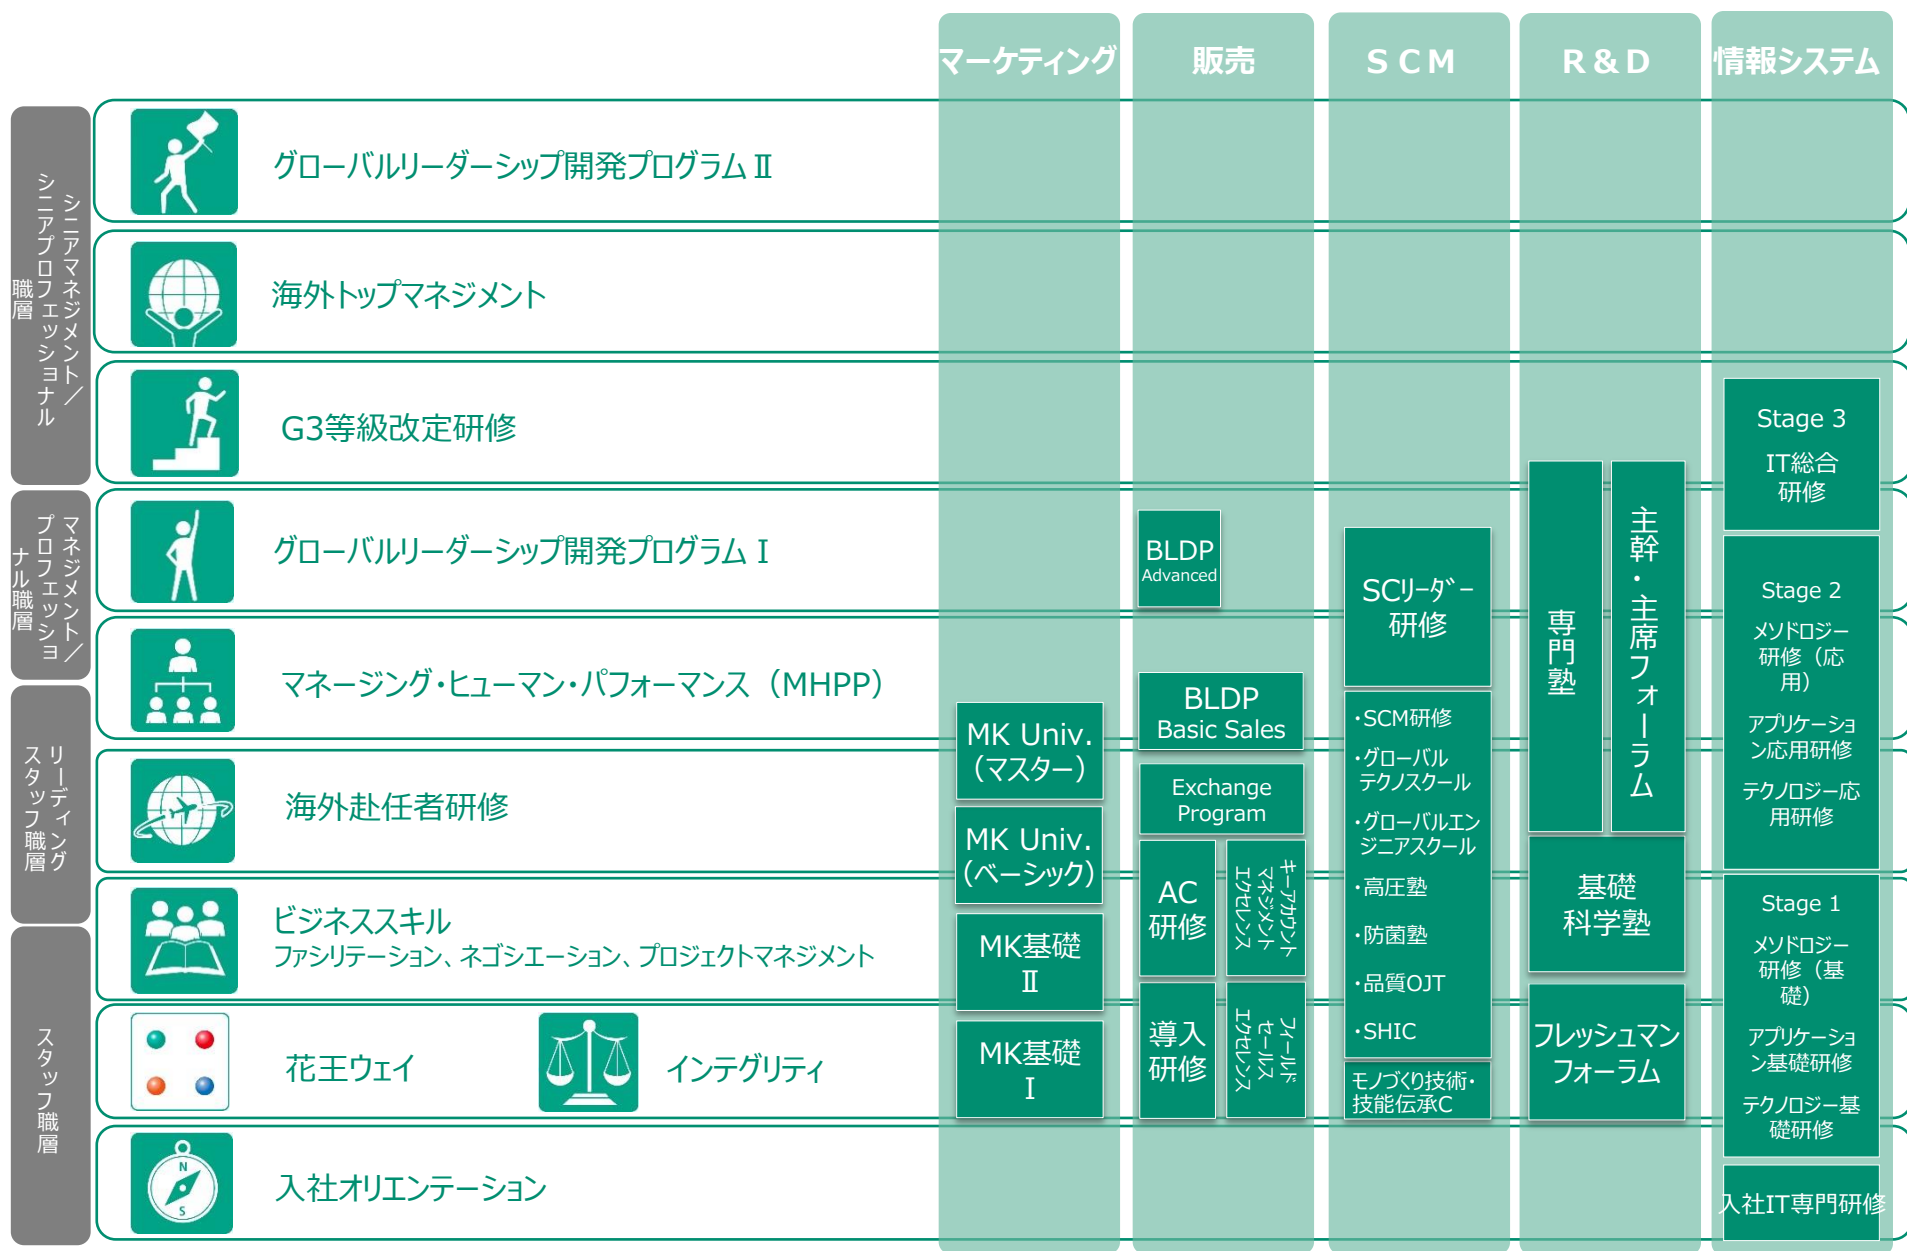 マーケティング
販売
ＳＣＭ
Ｒ＆Ｄ
情報システム
シニアマネジメント／
シニアプロフェッショナル
職層
マネジメント／
プロフェッショ
ナル職層
リーディング
スタッフ職層
スタッフ職層
グローバルリーダーシップ開発プログラムⅡ
海外トップマネジメント
G3等級改定研修
グローバルリーダーシップ開発プログラムⅠ
マネージング・ヒューマン・パフォーマンス（MHPP）
海外赴任者研修
ビジネススキル
ファシリテーション、ネゴシエーション、プロジェクトマネジメント
花王ウェイ
インテグリティ
N
S
入社オリエンテーション
MK Univ.
（マスター）
MK Univ.
（ベーシック）
MK基礎
Ⅱ
MK基礎
Ⅰ
BLDP
Advanced
BLDP
Basic Sales
Exchange
Program
AC
研修
キーアカウント
マネジメント
エクセレンス
導入
研修
フィールド
セールス
エクセレンス
SCﾘｰﾀﾞｰ
研修
・SCM研修
・グローバル
テクノスクール
・グローバルエン
ジニアスクール
・高圧塾
・防菌塾
・品質OJT
・SHIC
モノづくり技術・
技能伝承C
専門塾
主幹・主席フォーラム
基礎
科学塾
フレッシュマン
フォーラム
Stage 3
IT総合
研修
Stage 2
メソドロジー
研修（応
用）
アプリケーショ
ン応用研修
テクノロジー応
用研修
Stage 1
メソドロジー
研修（基
礎）
アプリケーショ
ン基礎研修
テクノロジー基
礎研修
入社IT専門研修